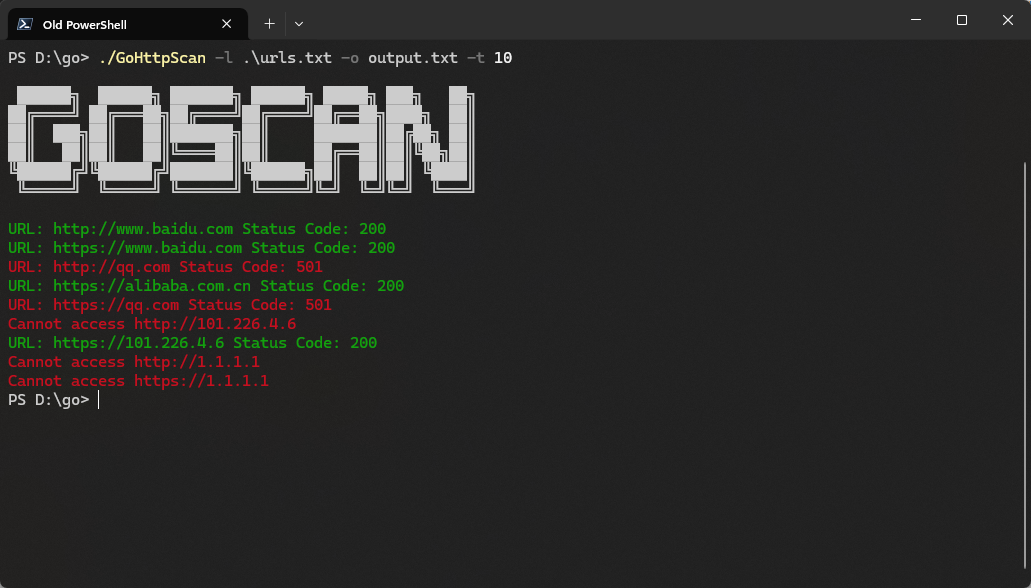 Old PowerShell
PS D:\go> ./GoHttpScan -l .\urls.txt -o output.txt -t 10
GOSCAN
URL: http://www.baidu.com Status Code: 200
URL: https://www.baidu.com Status Code: 200
URL: http://qq.com Status Code: 501
URL: https://alibaba.com.cn Status Code: 200
URL: https://qq.com Status Code: 501
Cannot access http://101.226.4.6
URL: https://101.226.4.6 Status Code: 200
Cannot access http://1.1.1.1
Cannot access https://1.1.1.1
PS D:\go>